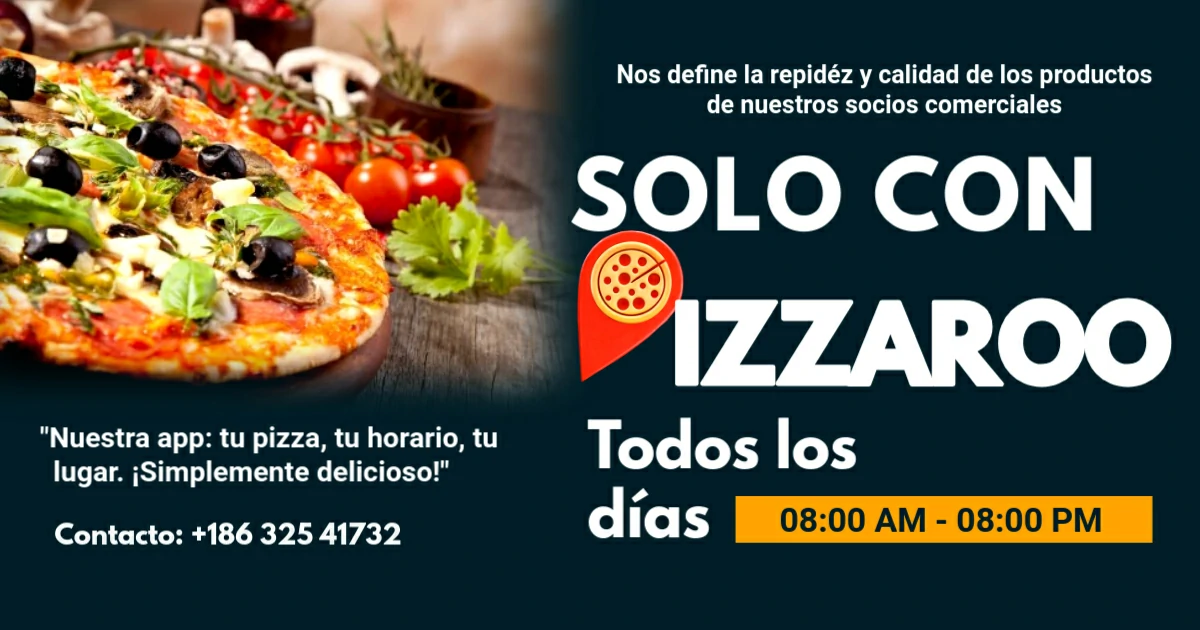 Nos define la repidéz y calidad de los productos
de nuestros socios comerciales
SOLO CON
PIZZAROO
Todos los
días
08:00 AM - 08:00 PM
"Nuestra app: tu pizza, tu horario, tu
lugar. ¡Simplemente delicioso!"
Contacto: +186 325 41732